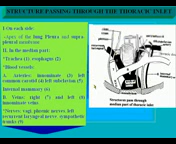 STRUCTURE PASSING THROUGH THE THORACIC INLET
I On each side:
-Apex of the lung Pleura and supra-
pleural membrane
II. In the median part:
*Trachea (1), esophagus (2)
*Blood vessels:
A. Arteries: innominate (3) left
common carotid (4) left subclavian (5)
Internal mammary (6)
B. Veins: right (7) and left (8)
innominate veins
*Nerves: vagi, phrenic nerves, left
recurrent laryngeal nerve, sympathetic
trunks (9)
Structures pass through
median part of thoracic inlet